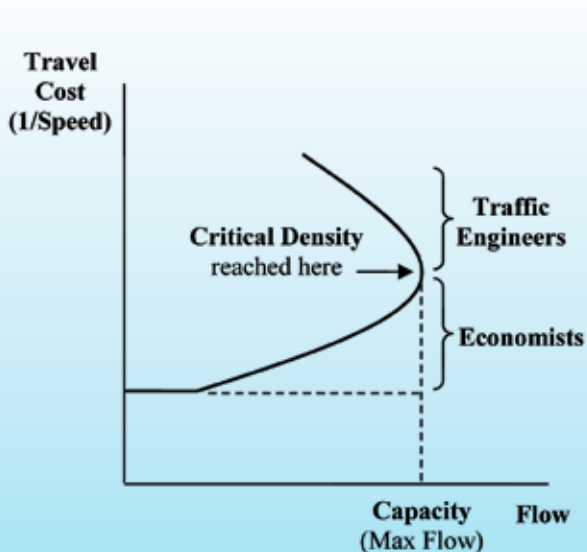 Travel
Cost
(1/Speed)
Critical Density
reached here
Traffic
Engineers
Economists
Capacity
(Max Flow)
Flow